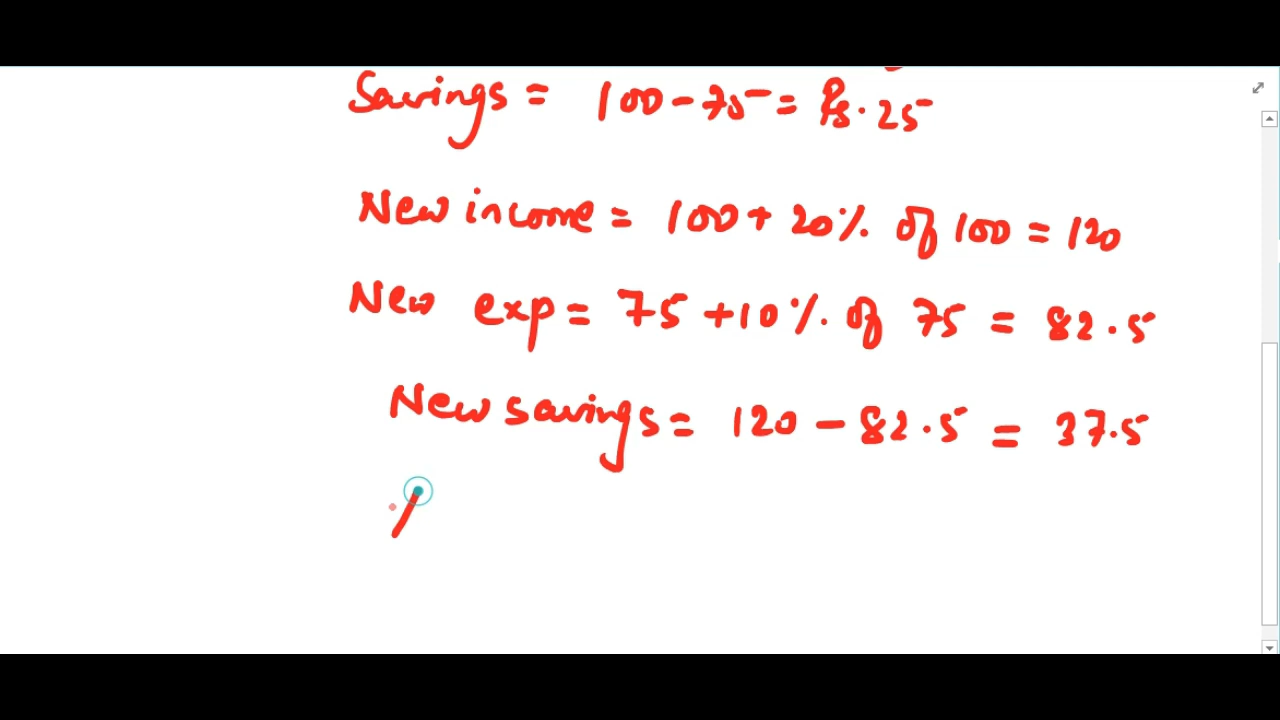 Savings = 100 - 75 = Rs. 25
New income = 100 + 20% of 100 = 120
New exp = 75 + 10% of 75 = 82.5
New savings = 120 - 82.5 = 37.5